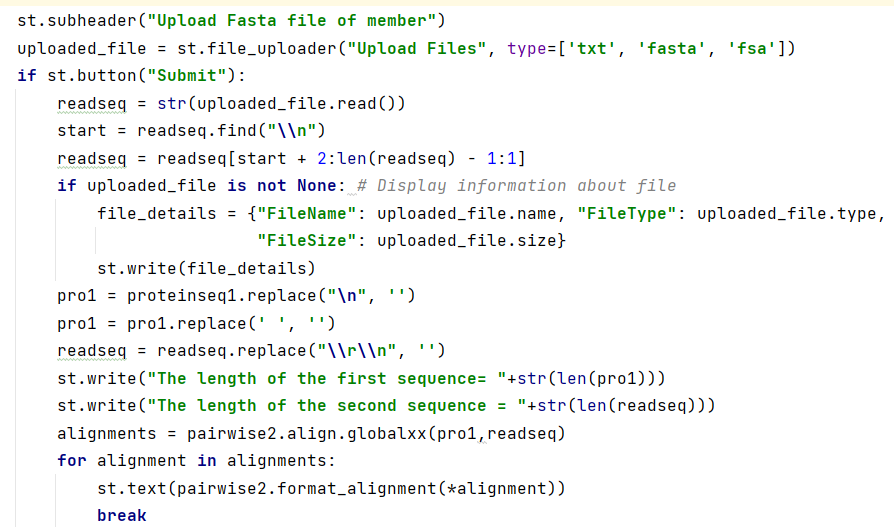 st.subheader("Upload Fasta file of member")
uploaded_file = st.file_uploader("Upload Files", type=['txt', 'fasta', 'fsa'])
if st.button("Submit"):
    readseq = str(uploaded_file.read())
    start = readseq.find("\\n")
    readseq = readseq[start + 2:len(readseq) - 1:1]
    if uploaded_file is not None: # Display information about file
        file_details = {"FileName": uploaded_file.name, "FileType": uploaded_file.type,
                        "FileSize": uploaded_file.size}
        st.write(file_details)
    pro1 = proteinseq1.replace("\n", '')
    pro1 = pro1.replace(' ', '')
    readseq = readseq.replace("\\r\\n", '')
    st.write("The length of the first sequence= "+str(len(pro1)))
    st.write("The length of the second sequence = "+str(len(readseq)))
    alignments = pairwise2.align.globalxx(pro1,readseq)
    for alignment in alignments:
        st.text(pairwise2.format_alignment(*alignment))
        break